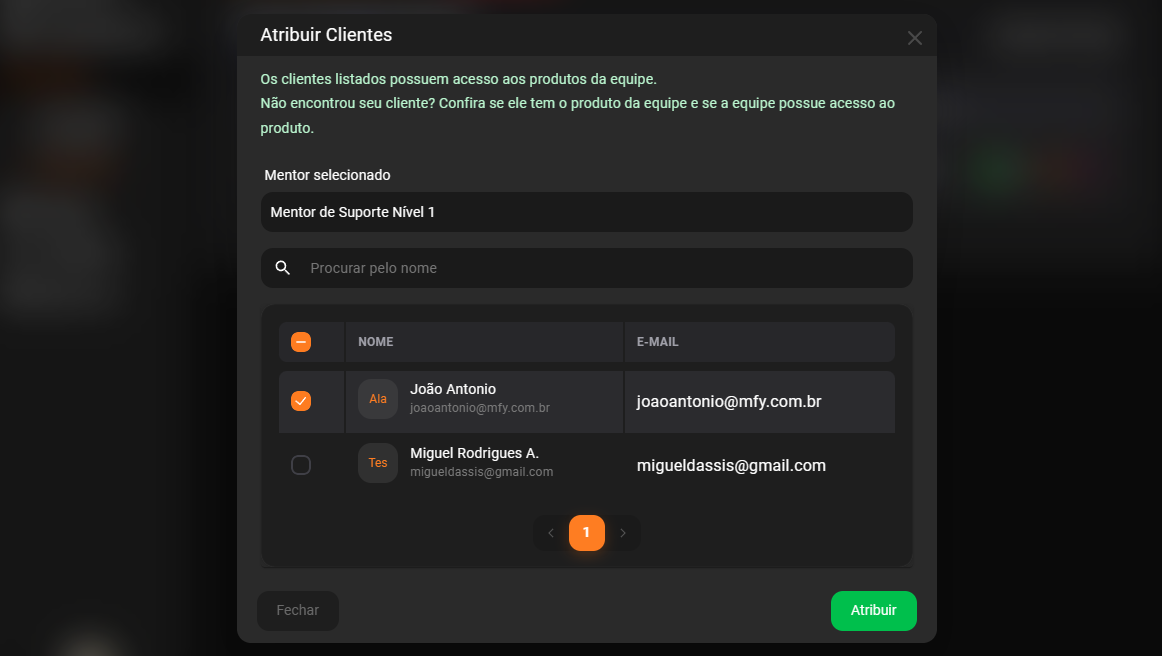 Atribuir Clientes
Os clientes listados possuem acesso aos produtos da equipe.
Não encontrou seu cliente? Confira se ele tem o produto da equipe e se a equipe possue acesso ao
produto.
Mentor selecionado
Mentor de Suporte Nível 1
Procurar pelo nome
NOME E-MAIL
Ala João Antonio joaoantonio@mfy.com.br
joaoantonio@mfy.com.br
Tes Miguel Rodrigues A. migueldassis@gmail.com
migueldassis@gmail.com
1
Fechar Atribuir